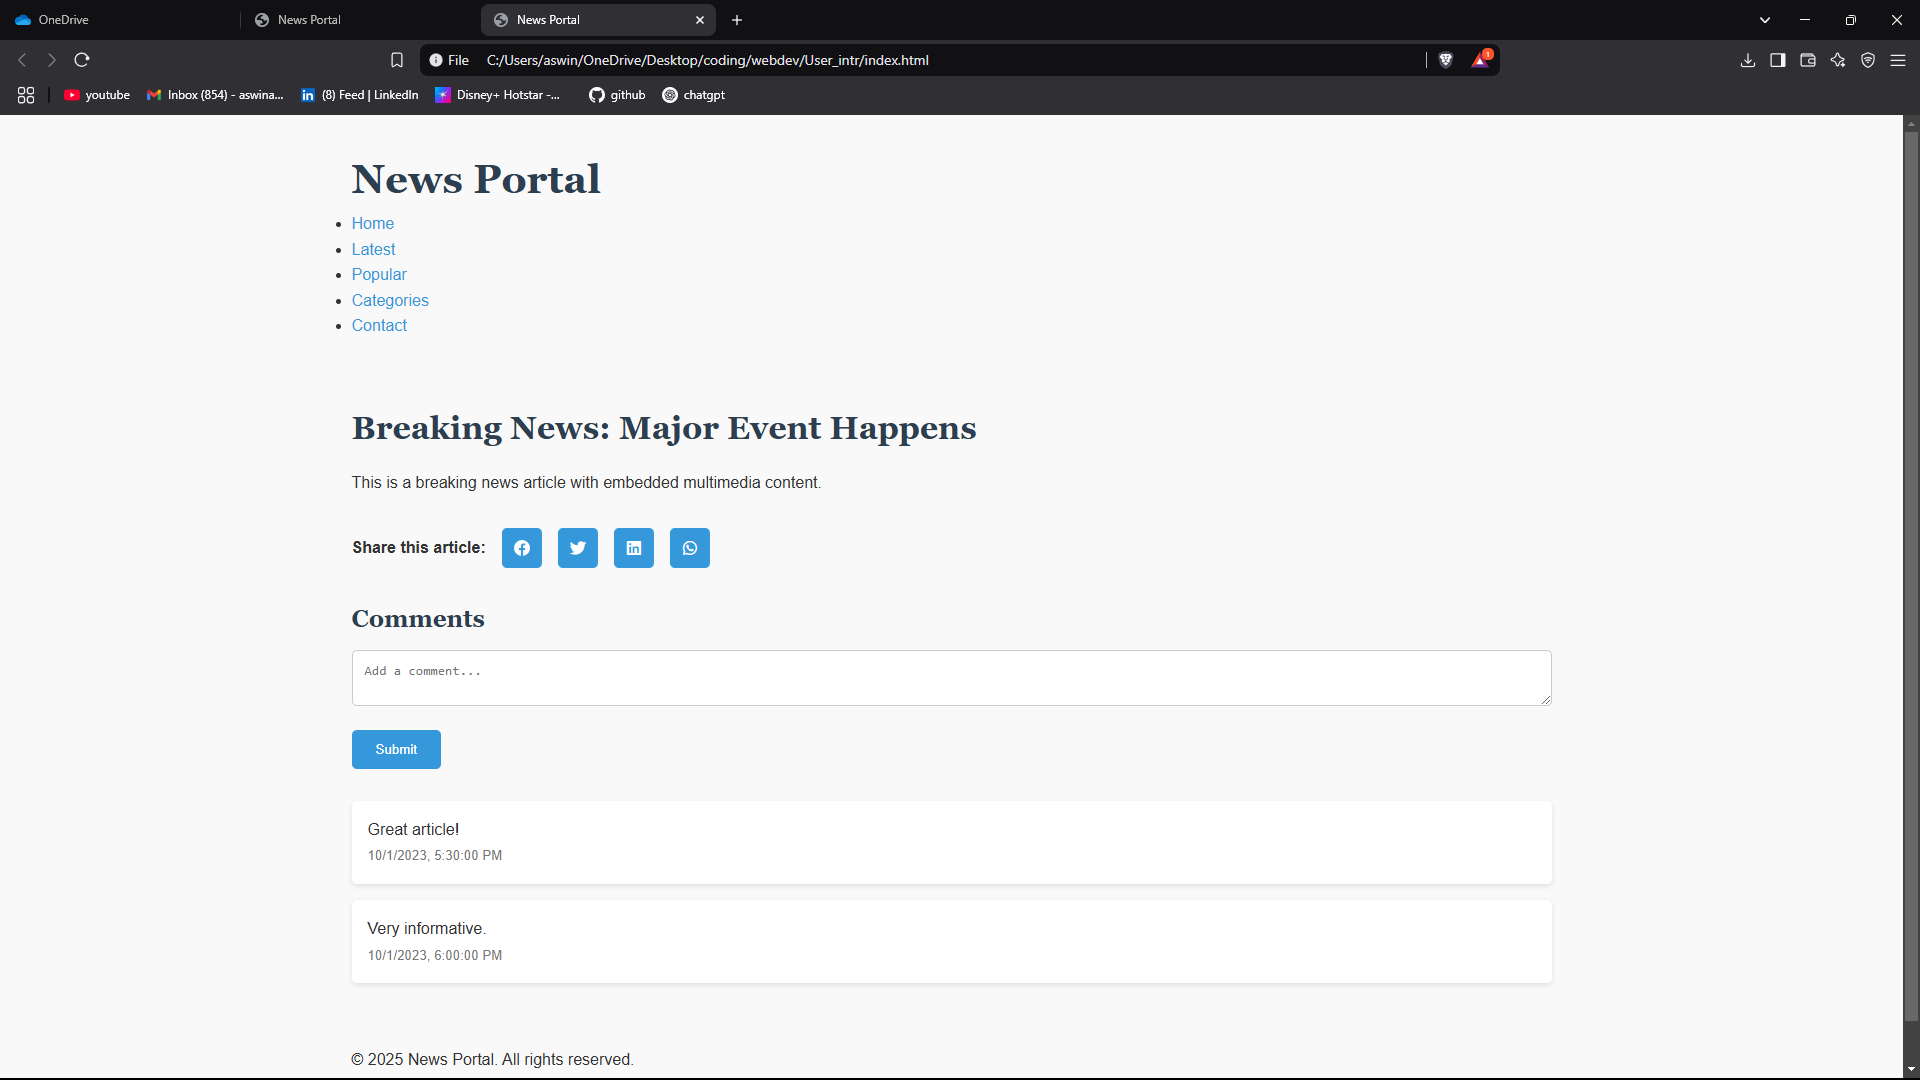 OneDrive
News Portal
News Portal
File C:/Users/aswin/OneDrive/Desktop/coding/webdev/User_intr/index.html
1
youtube
Inbox (854) - aswina...
in (8) Feed | LinkedIn
Disney+ Hotstar -...
github
chatgpt
News Portal
Home
Latest
Popular
Categories
Contact
Breaking News: Major Event Happens
This is a breaking news article with embedded multimedia content.
Share this article:
Comments
Add a comment...
Submit
Great article!
10/1/2023, 5:30:00 PM
Very informative.
10/1/2023, 6:00:00 PM
© 2025 News Portal. All rights reserved.